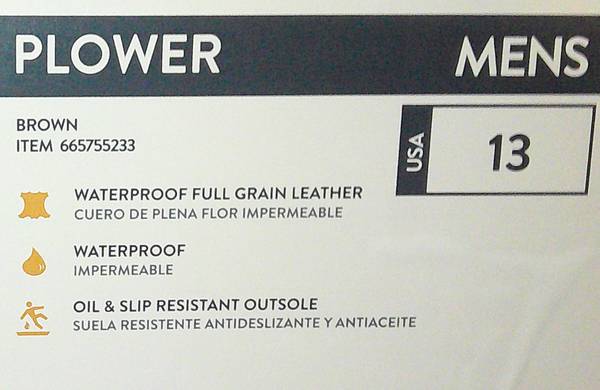 PLOWER MENS
BROWN
ITEM 665755233
USA 13
WATERPROOF FULL GRAIN LEATHER
CUERO DE PLENA FLOR IMPERMEABLE
WATERPROOF
IMPERMEABLE
OIL & SLIP RESISTANT OUTSOLE
SUELA RESISTENTE ANTIDESLIZANTE Y ANTIACEITE